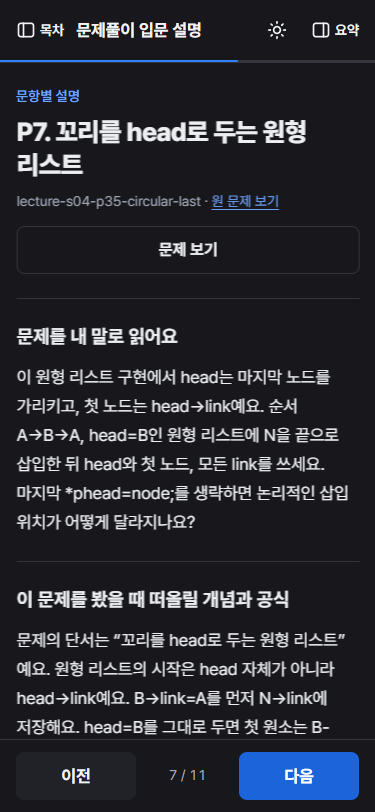 목차 문제풀이 입문 설명 요약
문항별 설명
P7. 꼬리를 head로 두는 원형
리스트
lecture-s04-p35-circular-last · 원 문제 보기
문제 보기
문제를 내 말로 읽어요
이 원형 리스트 구현에서 head는 마지막 노드를
가리키고, 첫 노드는 head→link예요. 순서
A→B→A, head=B인 원형 리스트에 N을 끝으로
삽입한 뒤 head와 첫 노드, 모든 link를 쓰세요.
마지막 *phead=node;를 생략하면 논리적인 삽입
위치가 어떻게 달라지나요?
이 문제를 봤을 때 떠올릴 개념과 공식
문제의 단서는 “꼬리를 head로 두는 원형 리스트”
예요. 원형 리스트의 시작은 head 자체가 아니라
head→link예요. B→link=A를 먼저 N→link에
저장해요. head=B를 그대로 두면 첫 원소는 B-
이전 7 / 11 다음